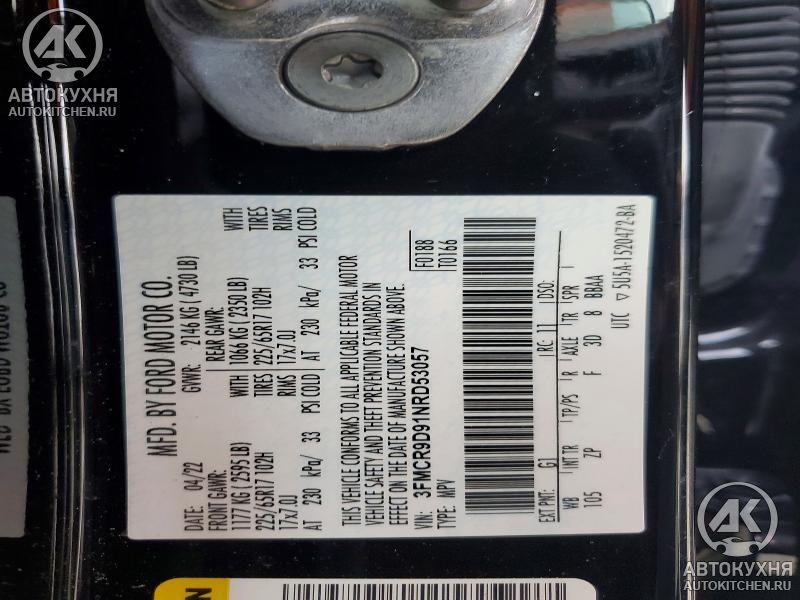 АВТОКУХНЯ
AUTOKITCHEN.RU
MFD. BY FORD MOTOR CO.
DATE: 04/22 GVWR: 2146 KG ( 4730 LB)
FRONT GAWR: REAR GAWR:
1177 KG ( 2595 LB) 1066 KG ( 2350 LB) WITH
225/65R17 102H TIRES 225/65R17 102H TIRES
17x7.0J RIMS 17x7.0J RIMS
AT 230 kPa/ 33 PSI COLD AT 230 kPa/ 33 PSI COLD
THIS VEHICLE CONFORMS TO ALL APPLICABLE FEDERAL MOTOR
VEHICLE SAFETY AND THEFT PREVENTION STANDARDS IN
EFFECT ON THE DATE OF MANUFACTURE SHOWN ABOVE.
VIN: 3FMCR9D91NRD53057
TYPE: MPV
F0188
T0166
EXT PNT: G1 RC: 11 DSO:
WB INT TR TP/PS R AXLE TR SPR
105 ZP F 3D 8 BBAA
UTC ▽ 5U5A-1520472-BA
АВТОКУХНЯ
AUTOKITCHEN.RU